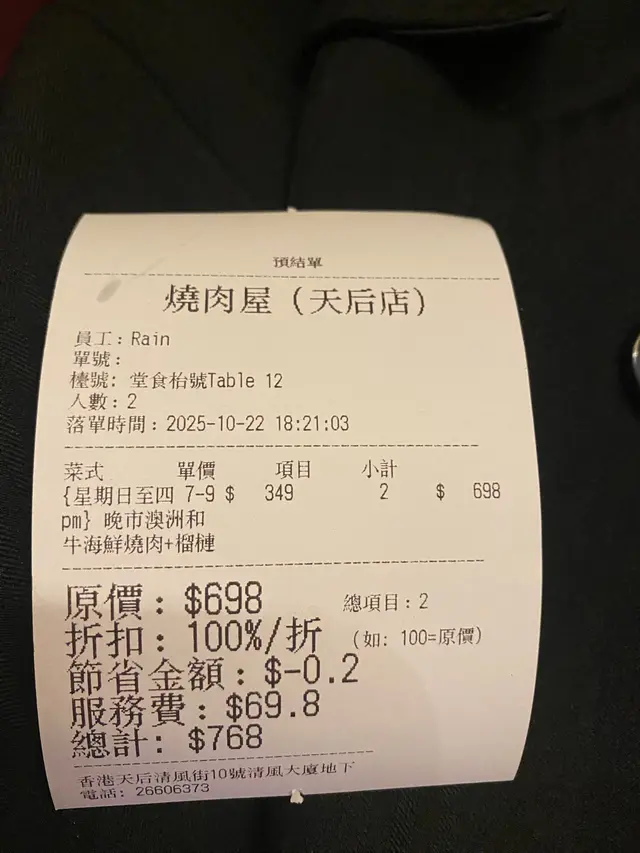 預結單
燒肉屋（天后店）
員工：Rain
單號：
檯號: 堂食枱號Table 12
人數：2
落單時間：2025-10-22 18:21:03
菜式 單價 項目 小計
{星期日至四 7-9 $ 349 2 $ 698
pm} 晚市澳洲和
牛海鮮燒肉+榴槤
原價：$698 總項目：2
折扣：100%/折 (如: 100=原價)
節省金額：$-0.2
服務費：$69.8
總計: $768
香港天后清風街10號清風大廈地下
電話: 26606373